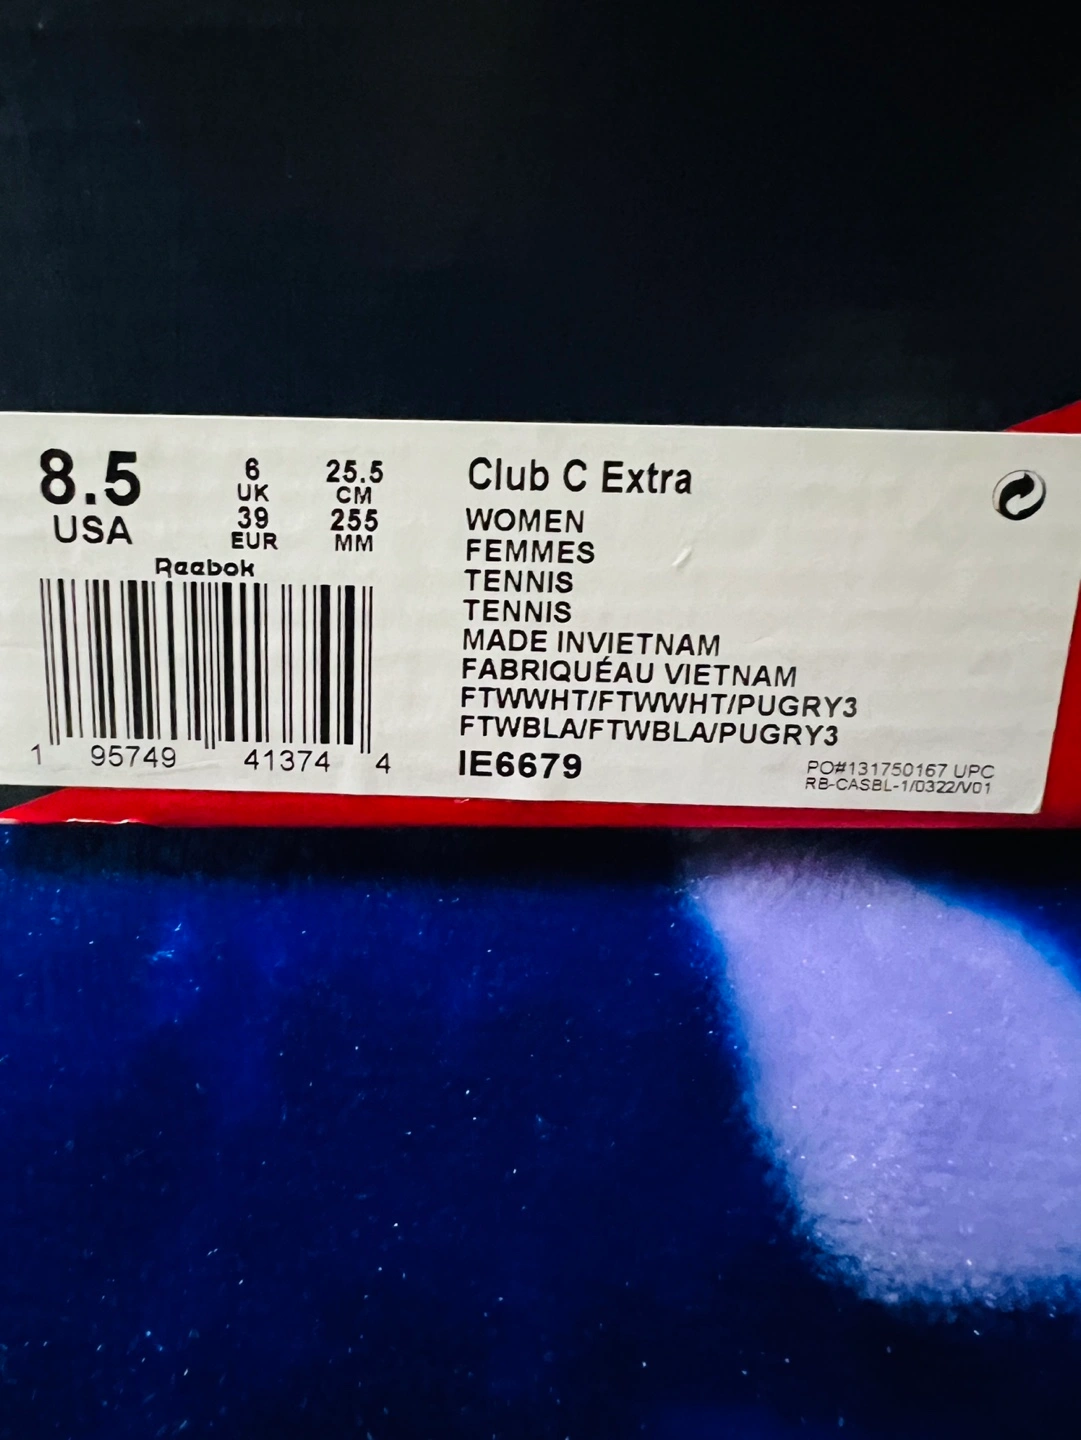 8.5
USA
6
UK
39
EUR
25.5
CM
255
MM
Reebok
1 95749 41374 4
Club C Extra
WOMEN
FEMMES
TENNIS
TENNIS
MADE INVIETNAM
FABRIQUÉAU VIETNAM
FTWWHT/FTWWHT/PUGRY3
FTWBLA/FTWBLA/PUGRY3
IE6679
PO#131750167 UPC
RB-CASBL-1/0322/V01